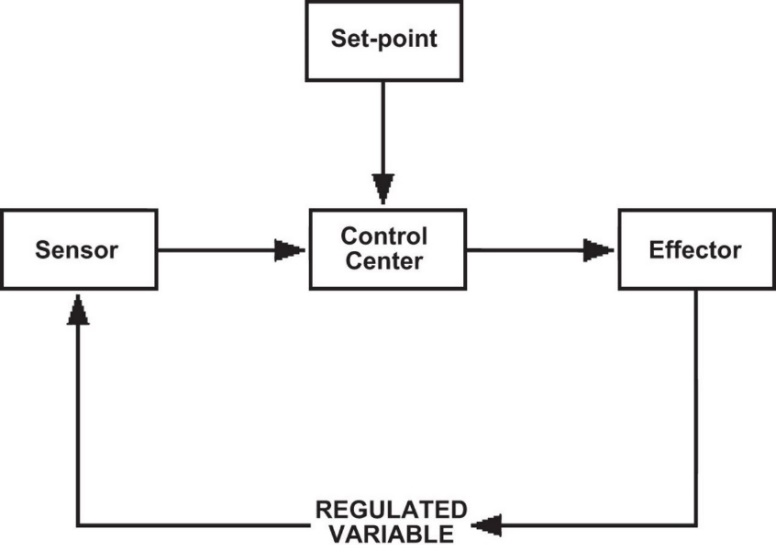 Set-point
Sensor
Control
Center
Effector
REGULATED
VARIABLE